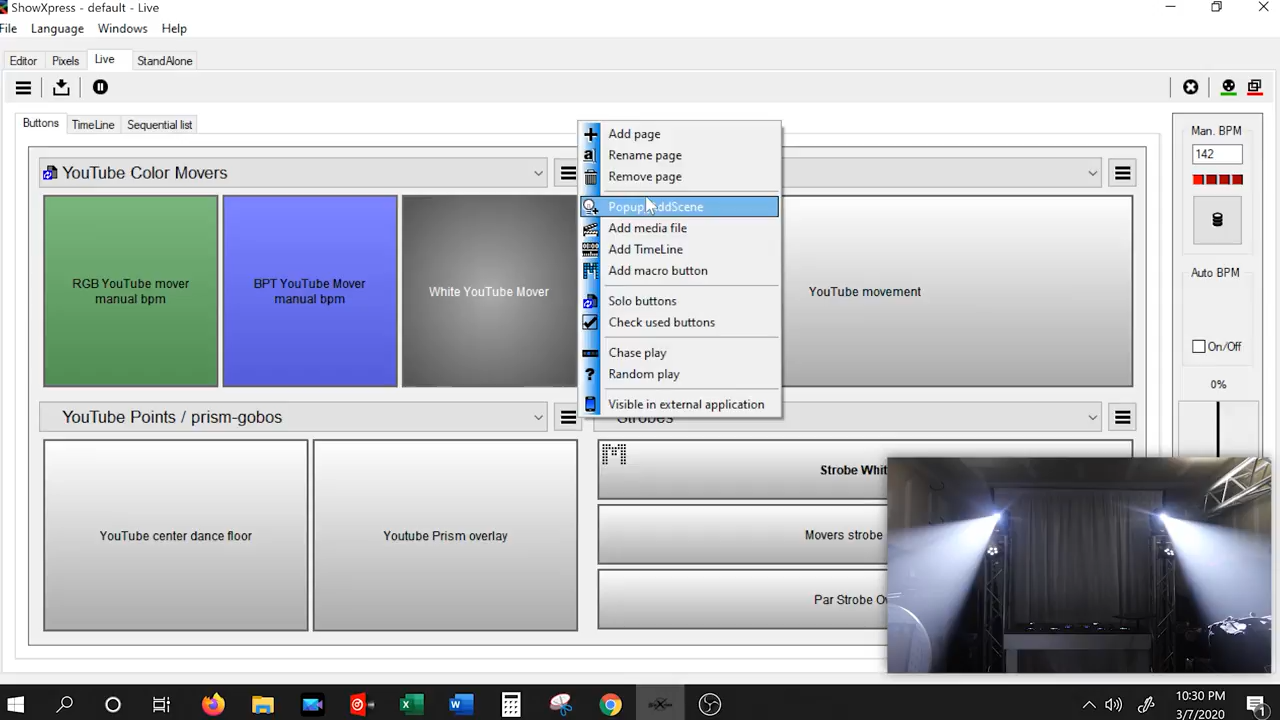 ShowXpress - default - Live
File Language Windows Help
Editor Pixels Live StandAlone
Buttons TimeLine Sequential list
YouTube Color Movers
RGB YouTube mover
manual bpm
BPT YouTube Mover
manual bpm
White YouTube Mover
Add page
Rename page
Remove page
Popup_AddScene
Add media file
Add TimeLine
Add macro button
Solo buttons
Check used buttons
Chase play
Random play
Visible in external application
YouTube movement
YouTube Points / prism-gobos
YouTube center dance floor
Youtube Prism overlay
Strobes
M
Strobe Whit
Movers strobe
Par Strobe O
Man. BPM
142
Auto BPM
On/Off
0%
10:30 PM
3/7/2020
1